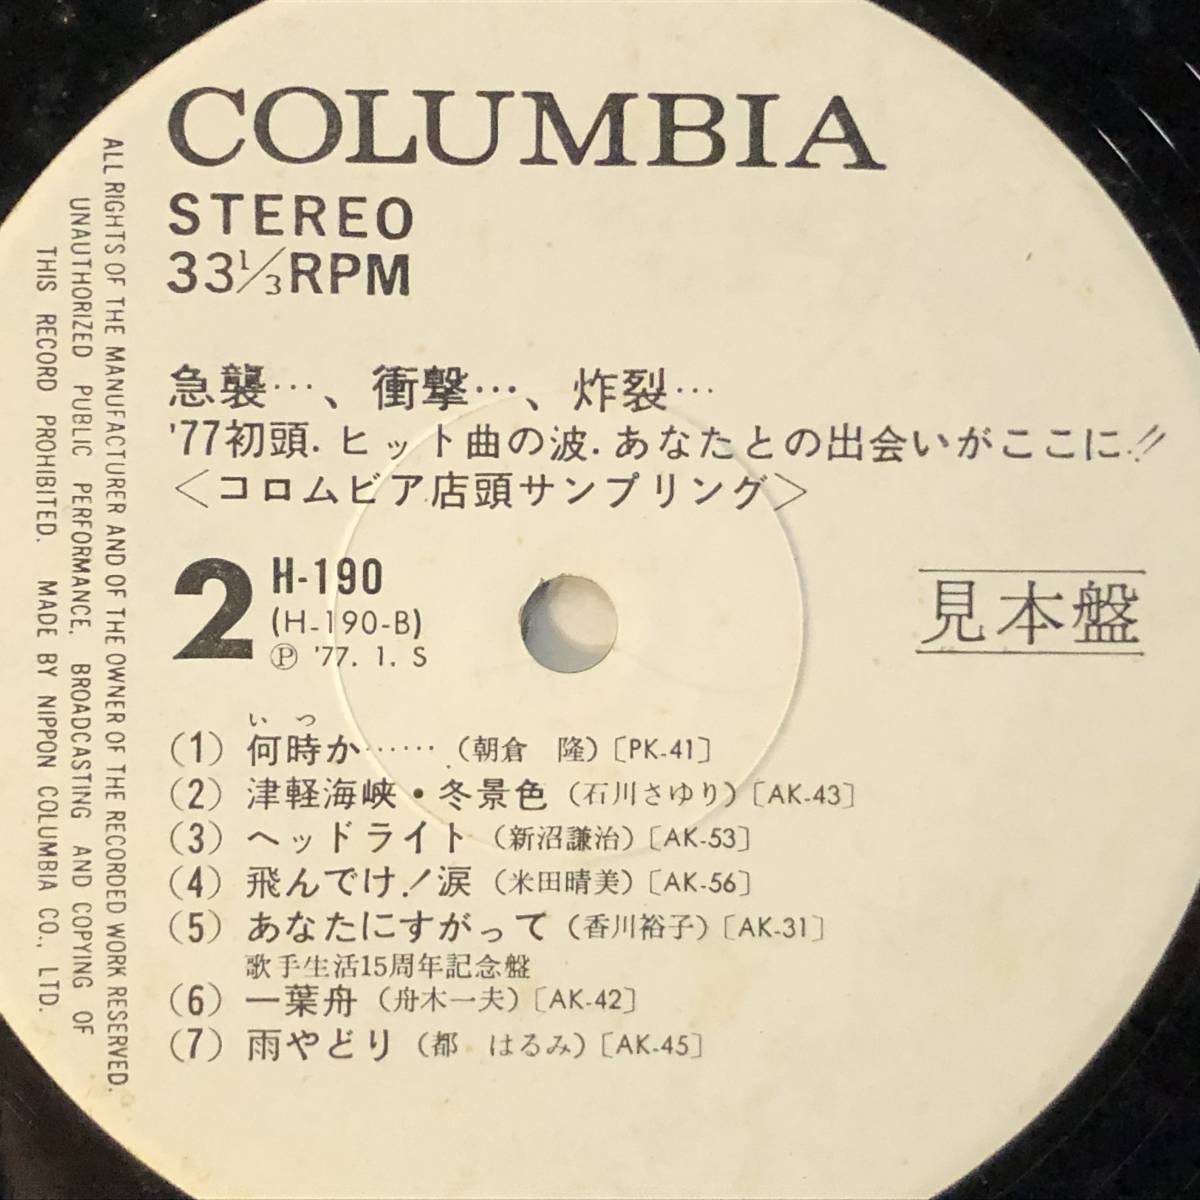 COLUMBIA
STEREO
33⅓RPM
急襲…、衝撃…、炸裂…
'77初頭.ヒット曲の波.あなたとの出会いがここに!!
<コロムビア店頭サンプリング>
2
H-190
(H-190-B)
Ⓟ '77. 1. S
見本盤
いつ
(1) 何時か…… (朝倉 隆)[PK-41]
(2) 津軽海峡・冬景色 (石川さゆり)[AK-43]
(3) ヘッドライト (新沼謙治)[AK-53]
(4) 飛んでけ!涙 (米田晴美)[AK-56]
(5) あなたにすがって (香川裕子)[AK-31]
歌手生活15周年記念盤
(6) 一葉舟 (舟木一夫)[AK-42]
(7) 雨やどり (都 はるみ)[AK-45]
ALL RIGHTS OF THE MANUFACTURER AND OF THE OWNER OF THE RECORDED WORK RESERVED.
UNAUTHORIZED PUBLIC PERFORMANCE, BROADCASTING AND COPYING OF
THIS RECORD PROHIBITED. MADE BY NIPPON COLUMBIA CO., LTD.